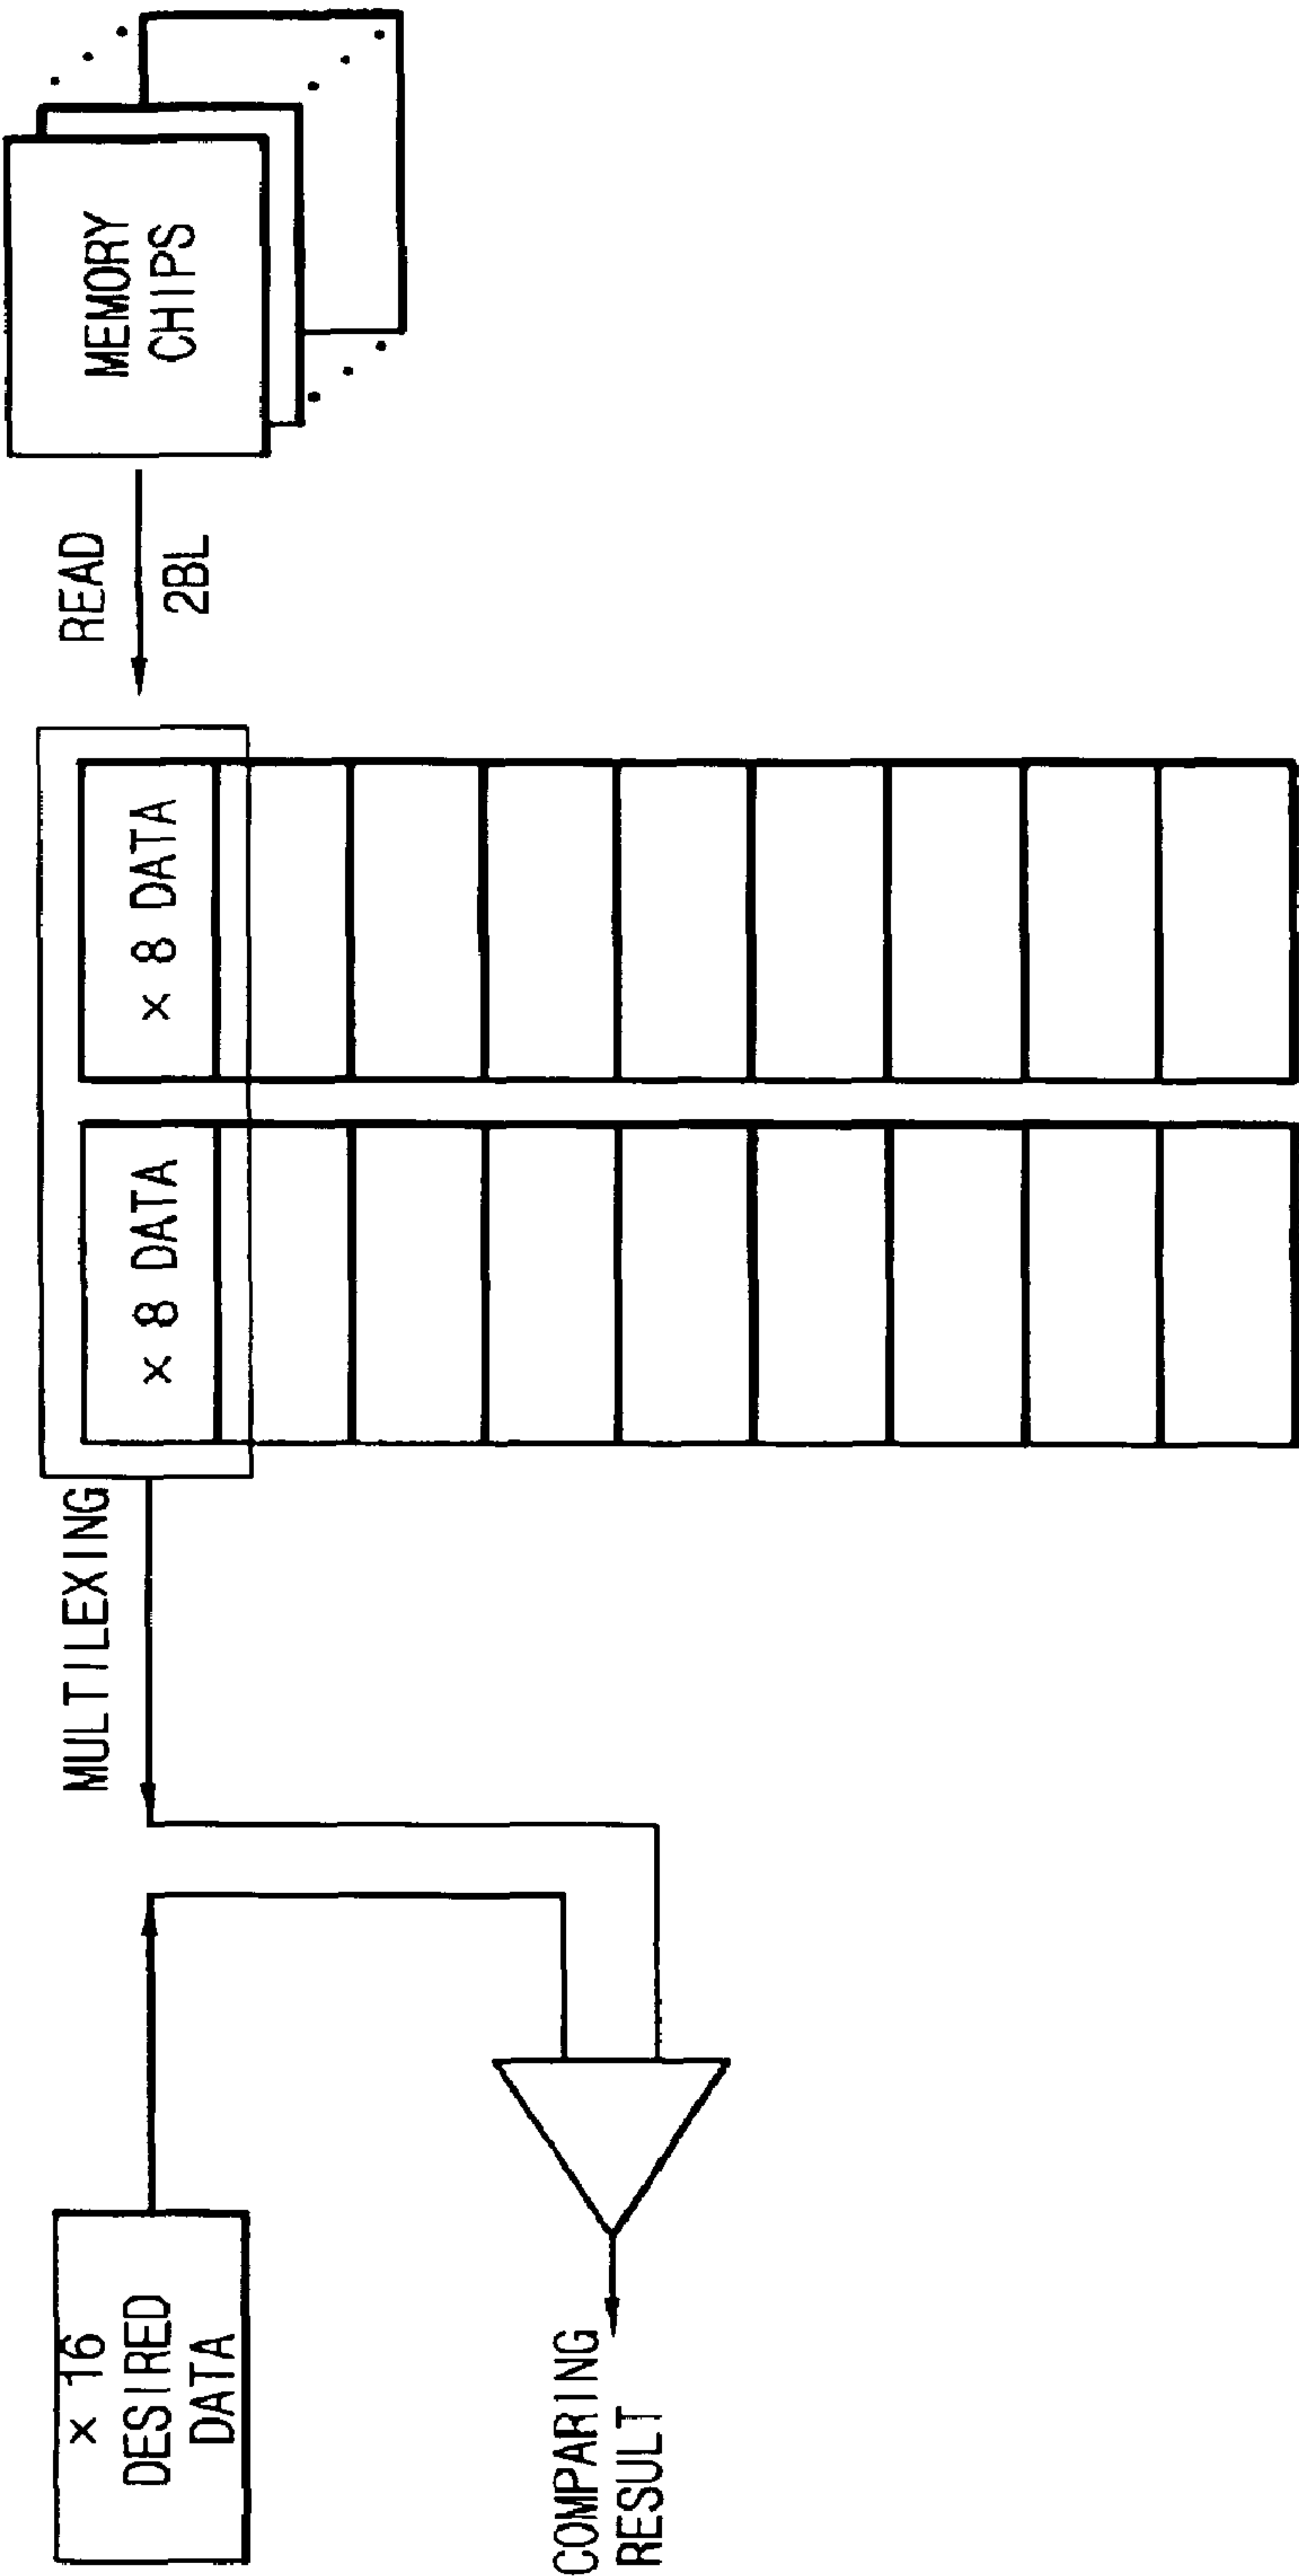 × 16
DESIRED
DATA
COMPARING
RESULT
MULTILEXING
× 8 DATA
× 8 DATA
READ
2BL
MEMORY
CHIPS